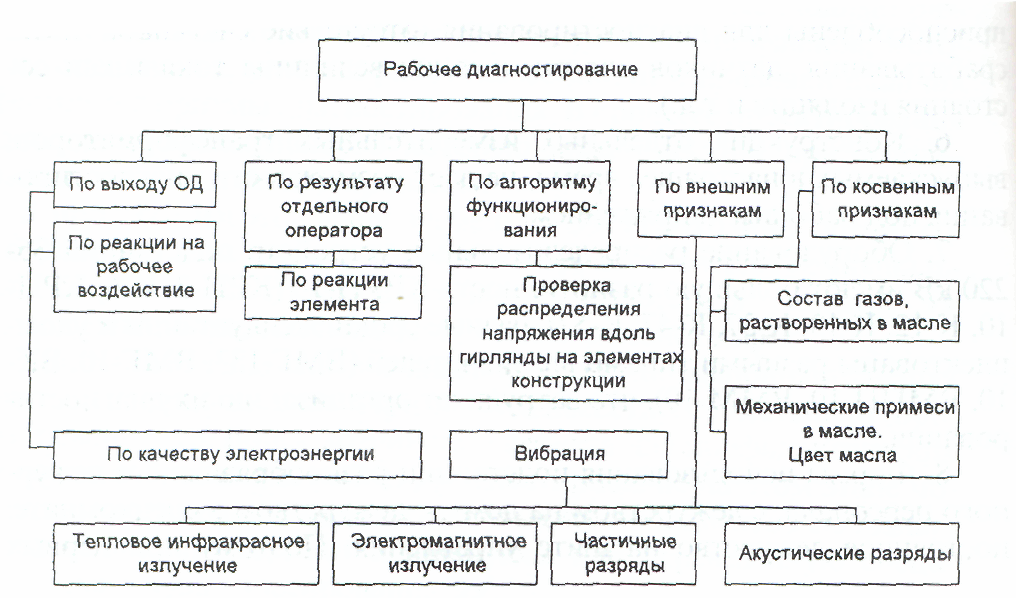 Рабочее диагностирование
По выходу ОД
По реакции на
рабочее
воздействие
По результату
отдельного
оператора
По реакции
элемента
По алгоритму
функциониро-
вания
Проверка
распределения
напряжения вдоль
гирлянды на элементах
конструкции
По внешним
признакам
По косвенным
признакам
Состав газов,
растворенных в масле
Механические примеси
в масле.
Цвет масла
По качеству электроэнергии
Вибрация
Тепловое инфракрасное
излучение
Электромагнитное
излучение
Частичные
разряды
Акустические разряды